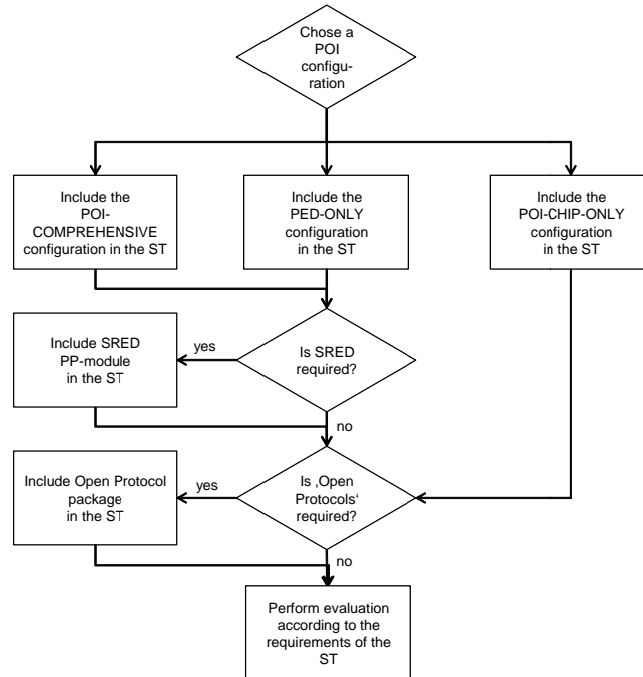 Chose a
POI
configu-
ration
Include the
POI-
COMPREHENSIVE
configuration in the ST
Include the
PED-ONLY
configuration
in the ST
Include the
POI-CHIP-ONLY
configuration
in the ST
Include SRED
PP-module
in the ST
yes
Is SRED
required?
no
Include Open Protocol
package
in the ST
yes
Is ‚Open
Protocols‘
required?
no
Perform evaluation
according to the
requirements of the
ST